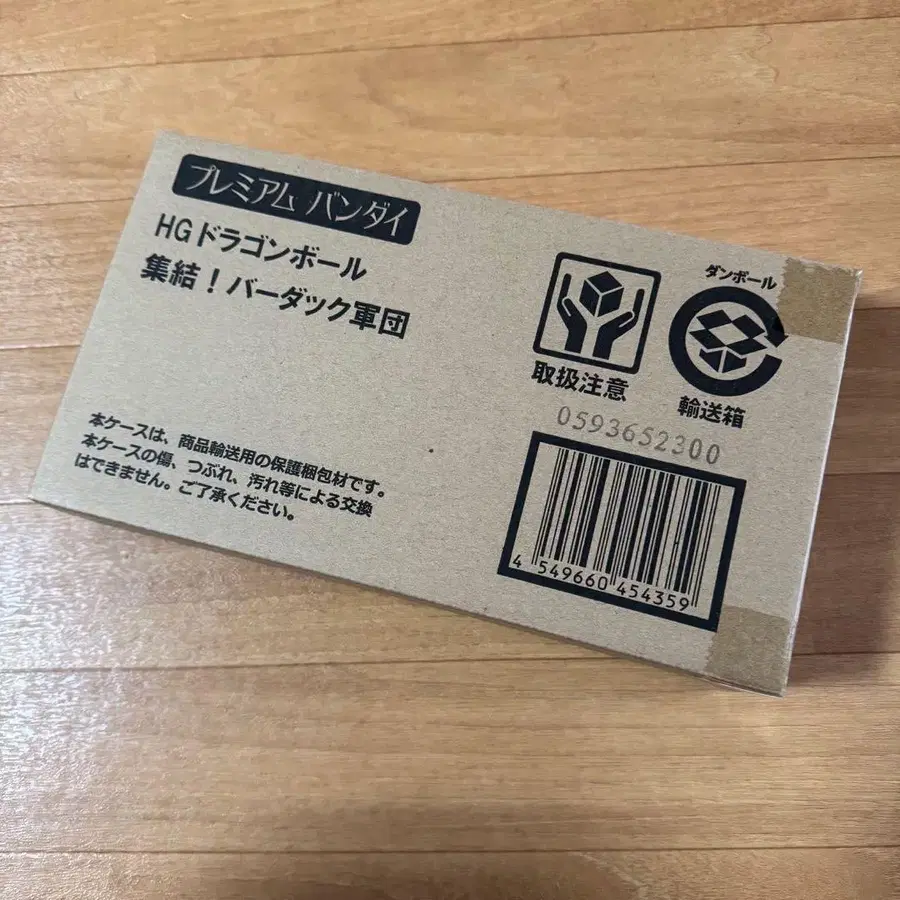 プレミアム バンダイ
HGドラゴンボール
集結！バーダック軍団
取扱注意
ダンボール
輸送箱
0593652300
4 549660 454359
本ケースは、商品輸送用の保護梱包材です。
本ケースの傷、つぶれ、汚れ等による交換
はできません。ご了承ください。